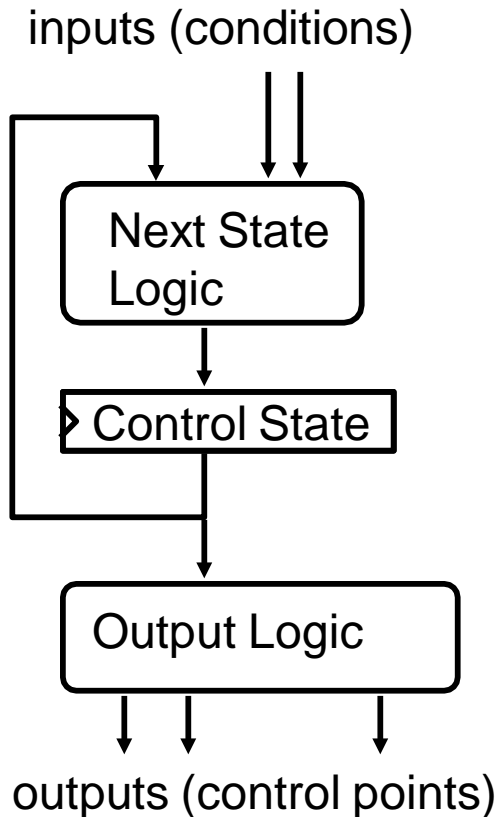 inputs (conditions)
Next State
Logic
Control State
Output Logic
outputs (control points)